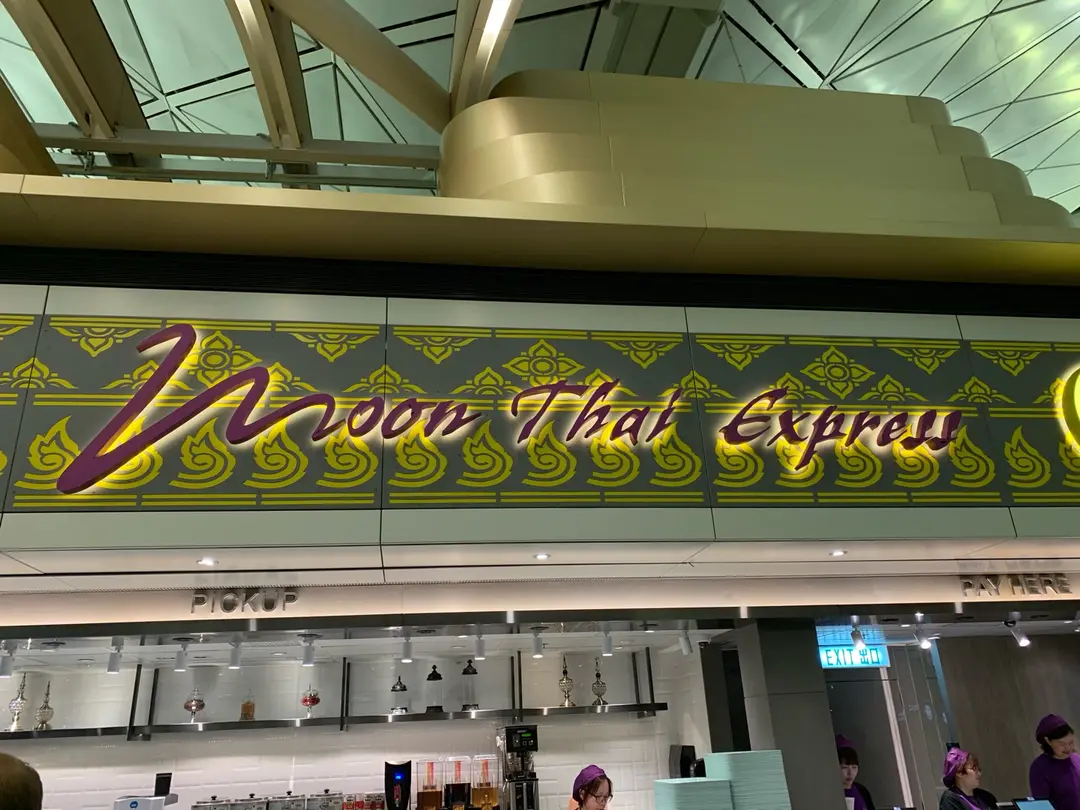 Moon Thai Express
PICKUP
PAY HERE
EXIT 出口